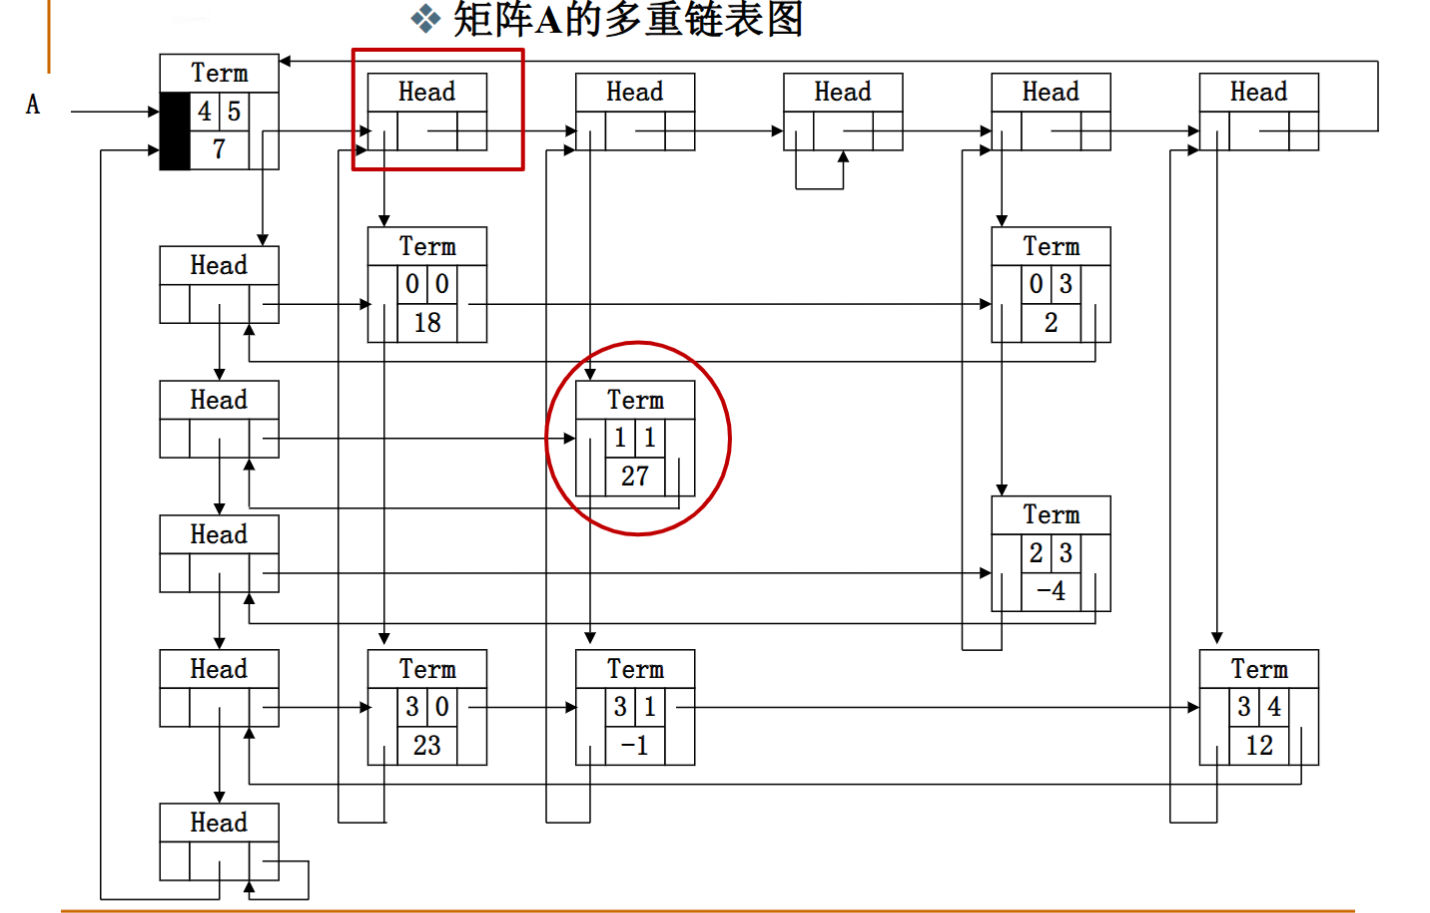 ❖ 矩阵A的多重链表图
Term
Head Head Head Head Head
A
4 5
7
Head
Term Term
0 0 0 3
18 2
Head
Term
1 1
27
Head
Term
2 3
-4
Head
Term Term Term
3 0 3 1 3 4
23 -1 12
Head